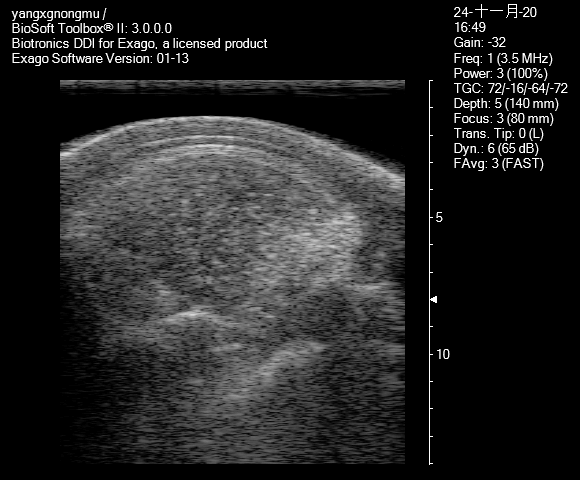 yangxgnongmu /
BioSoft Toolbox® II: 3.0.0.0
Biotronics DDI for Exago, a licensed product
Exago Software Version: 01-13
24-十一月-20
16:49
Gain: -32
Freq: 1 (3.5 MHz)
Power: 3 (100%)
TGC: 72/-16/-64/-72
Depth: 5 (140 mm)
Focus: 3 (80 mm)
Trans. Tip: 0 (L)
Dyn.: 6 (65 dB)
FAvg: 3 (FAST)
5
10